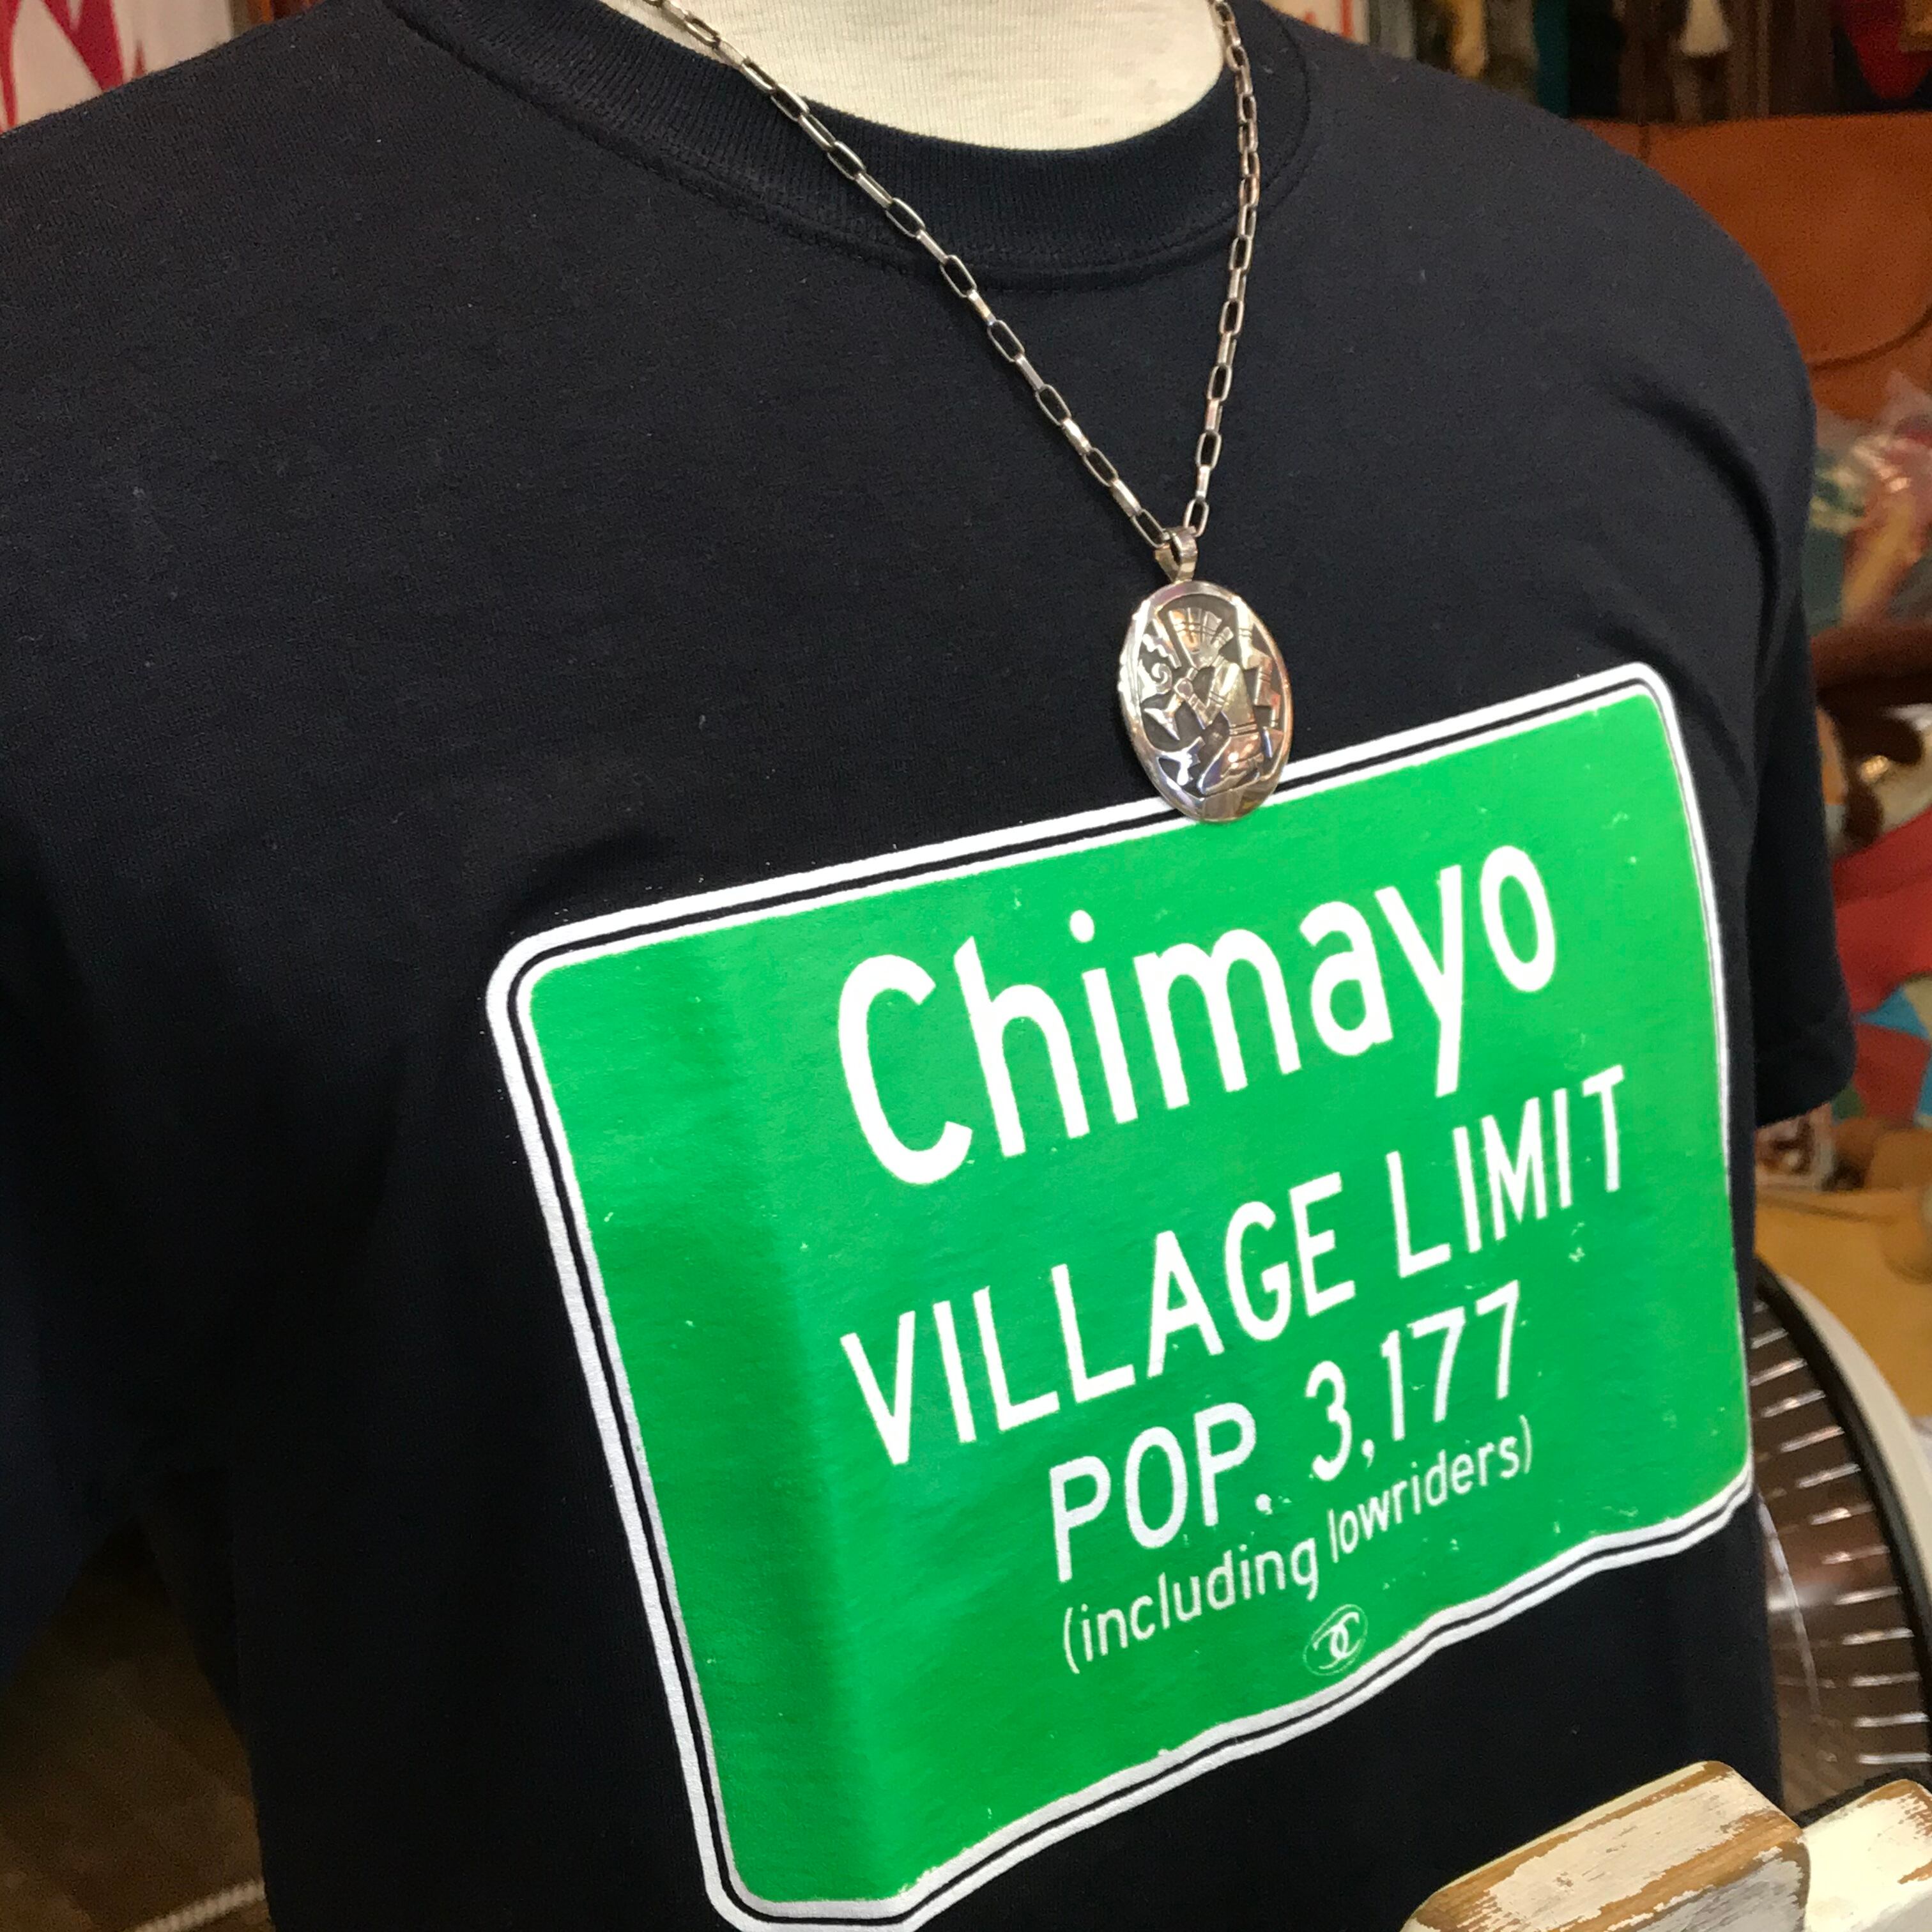 Chimayo
VILLAGE LIMIT
POP. 3,177
(including lowriders)